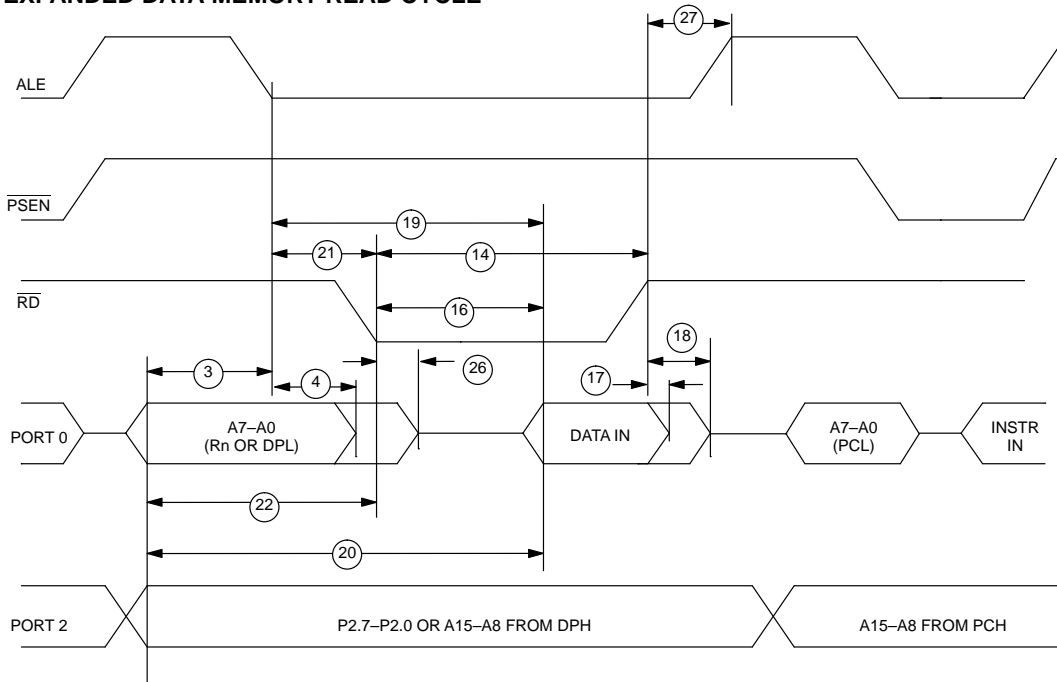 EXPANDED DATA MEMORY READ CYCLE
27
ALE
PSEN
19
21
14
RD
16
18
3
4
26
17
PORT 0
A7–A0
(Rn OR DPL)
DATA IN
A7–A0
(PCL)
INSTR
IN
22
20
PORT 2
P2.7–P2.0 OR A15–A8 FROM DPH
A15–A8 FROM PCH